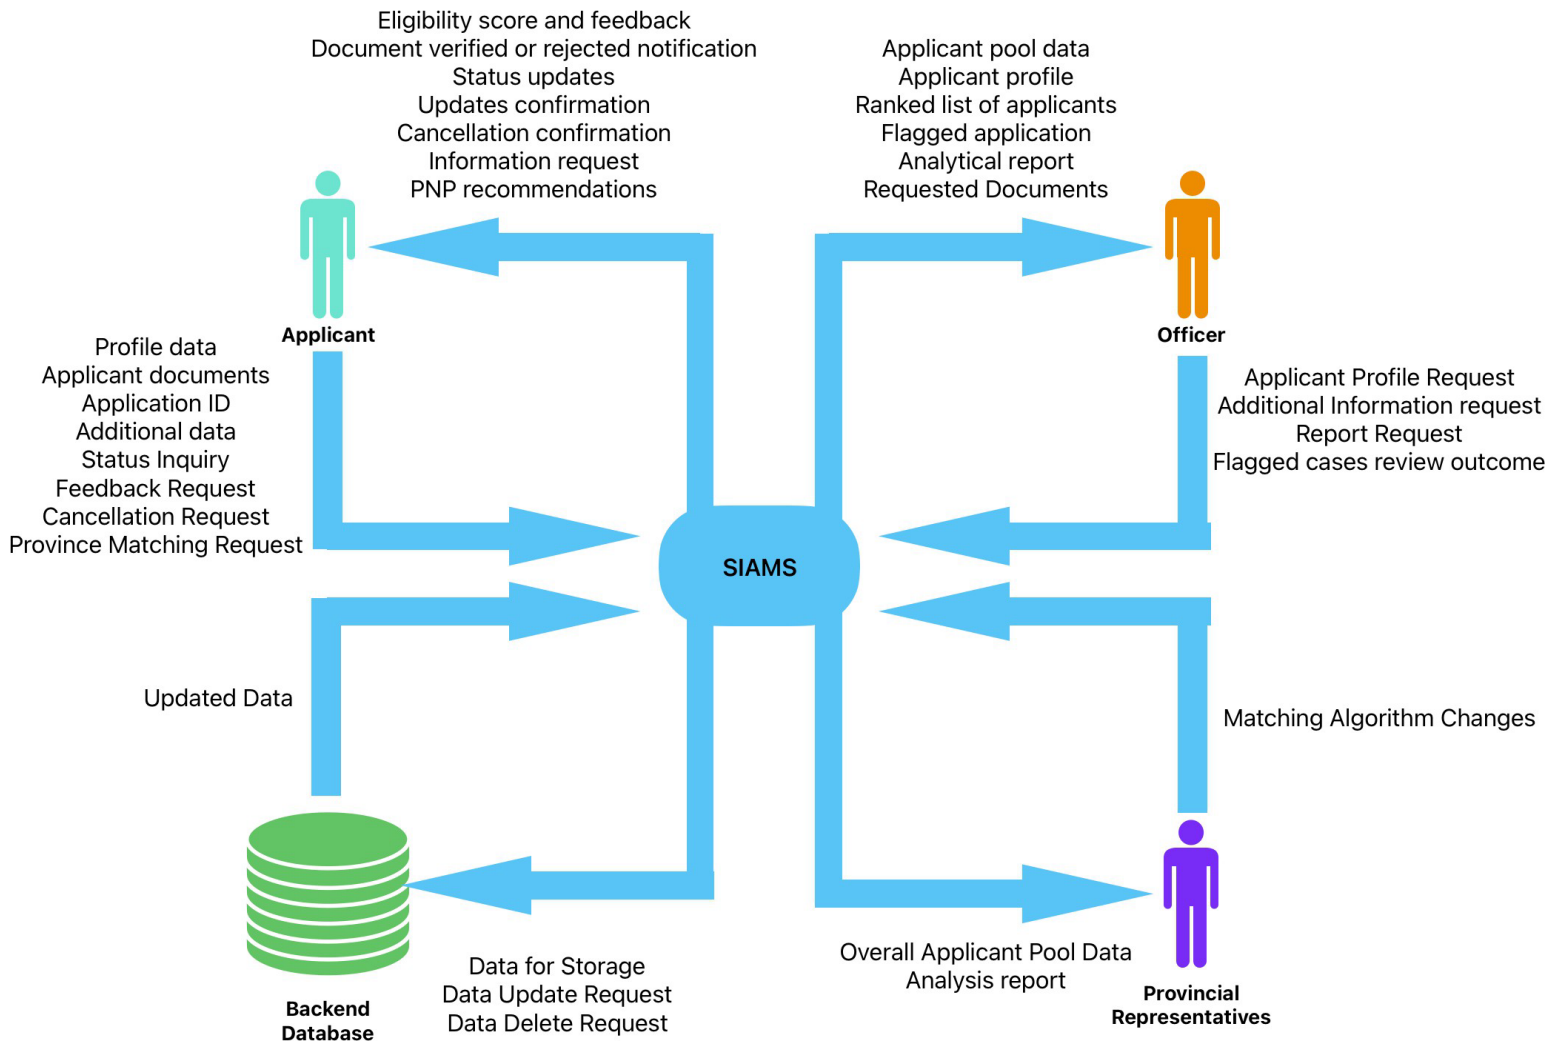 Eligibility score and feedback
Document verified or rejected notification
Status updates
Updates confirmation
Cancellation confirmation
Information request
PNP recommendations
Applicant pool data
Applicant profile
Ranked list of applicants
Flagged application
Analytical report
Requested Documents
Applicant
Officer
Profile data
Applicant documents
Application ID
Additional data
Status Inquiry
Feedback Request
Cancellation Request
Province Matching Request
Applicant Profile Request
Additional Information request
Report Request
Flagged cases review outcome
SIAMS
Updated Data
Matching Algorithm Changes
Backend
Database
Data for Storage
Data Update Request
Data Delete Request
Overall Applicant Pool Data
Analysis report
Provincial
Representatives